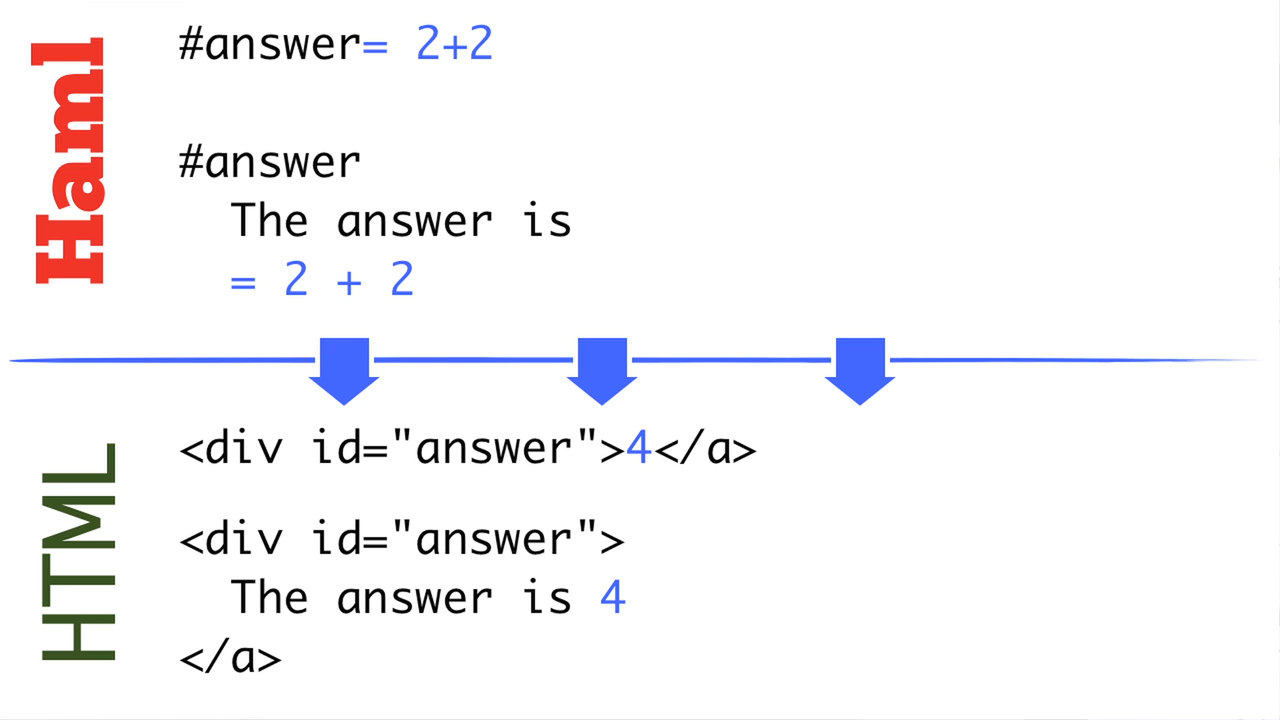 Haml
#answer= 2+2
#answer
The answer is
= 2 + 2
HTML
<div id="answer">4</a>
<div id="answer">
The answer is 4
</a>